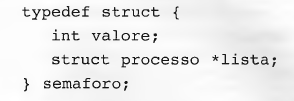 typedef struct {
int valore;
struct processo *lista;
} semaforo;